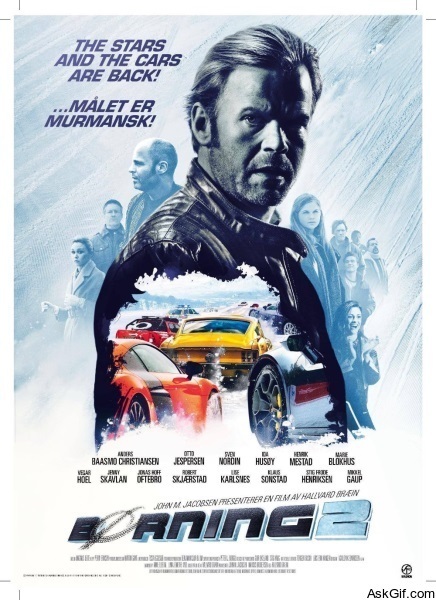 THE STARS
AND THE CARS
ARE BACK!
...MÅLET ER
MURMANSK!
ANDERS BAASMO CHRISTIANSEN
OTTO JESPERSEN
SVEN NORDIN
IDA HUSØY
HENRIK MESTAD
MARIE BLOKHUS
VEGAR HOEL
JENNY SKAVLAN
JONAS HOFF OFTEBRO
ROBERT SKJÆRSTAD
LISE KARLSNES
KLAUS SONSTAD
STIG FRODE HENRIKSEN
MIKKEL GAUP
JOHN M. JACOBSEN PRESENTERER EN FILM AV HALLVARD BRÆIN
BØRNING 2
AskGif.com